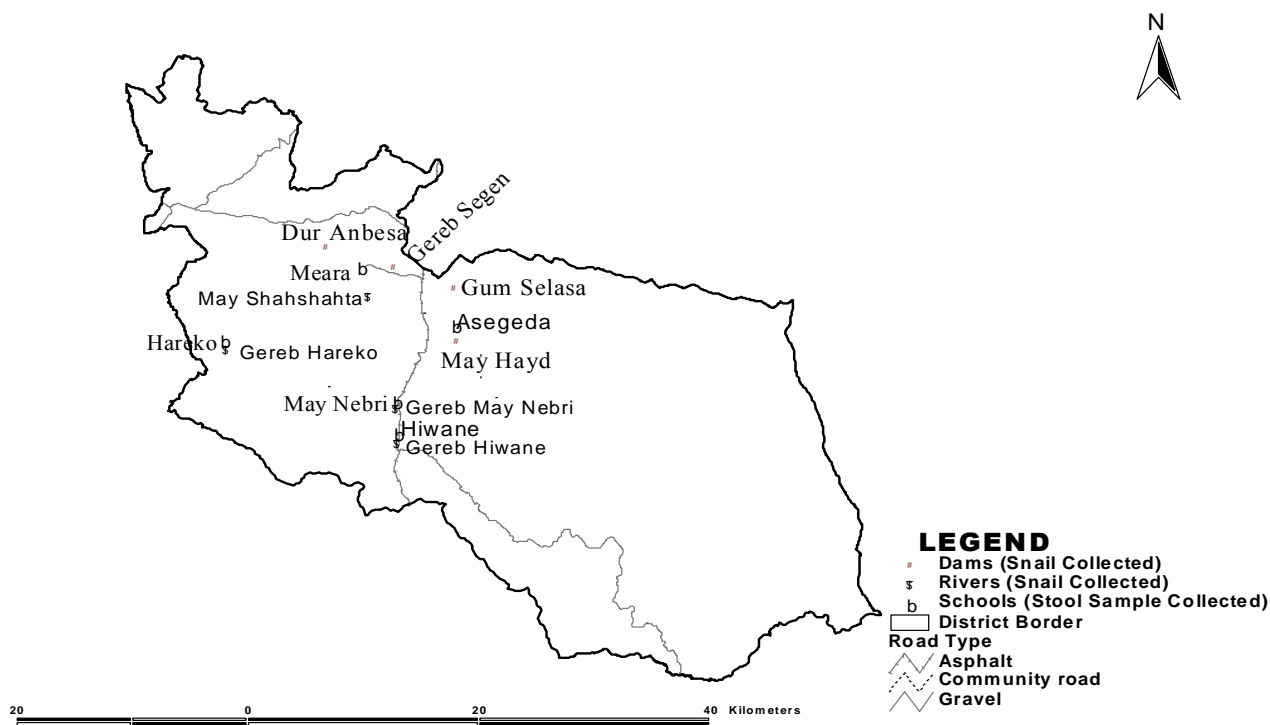 N
Gereb Segen
Dur Anbesa
#
#
Meara b
# Gum Selasa
May Shahshahta $
b Asegeda
#
Hareko b
$ Gereb Hareko
May Hayd
May Nebri b
$ Gereb May Nebri
b Hiwane
$ Gereb Hiwane
LEGEND
# Dams (Snail Collected)
$ Rivers (Snail Collected)
b Schools (Stool Sample Collected)
District Border
Road Type
Asphalt
Community road
Gravel
20 0 20 40 Kilometers